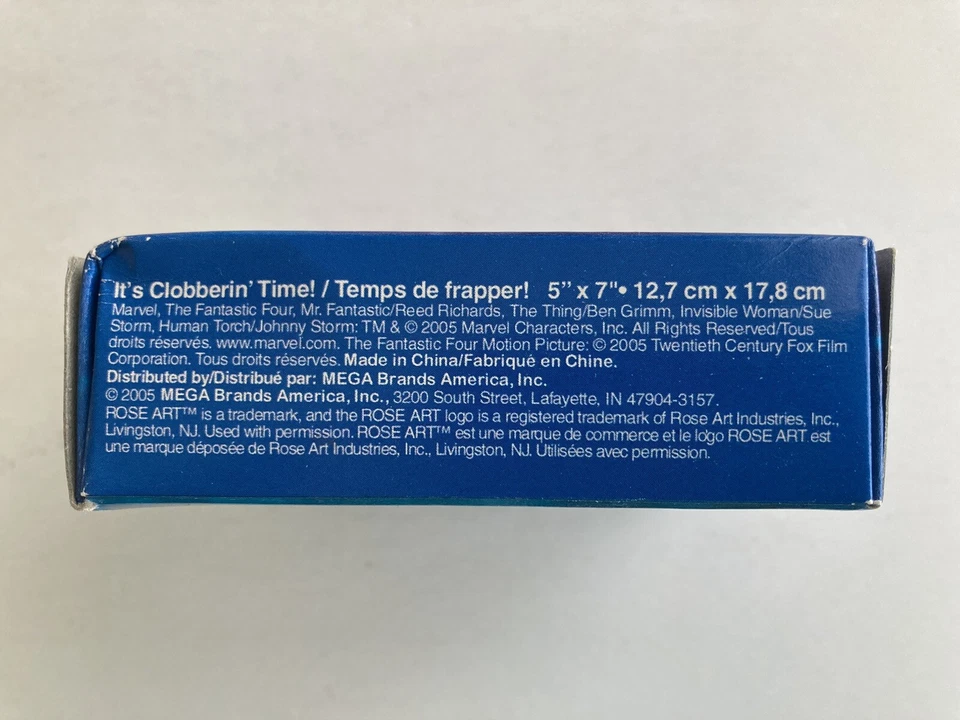 It's Clobberin' Time! / Temps de frapper! 5" x 7"• 12,7 cm x 17,8 cm
Marvel, The Fantastic Four, Mr. Fantastic/Reed Richards, The Thing/Ben Grimm, Invisible Woman/Sue
Storm, Human Torch/Johnny Storm: TM & © 2005 Marvel Characters, Inc. All Rights Reserved/Tous
droits réservés. www.marvel.com. The Fantastic Four Motion Picture: © 2005 Twentieth Century Fox Film
Corporation. Tous droits réservés. Made in China/Fabriqué en Chine.
Distributed by/Distribué par: MEGA Brands America, Inc.
© 2005 MEGA Brands America, Inc., 3200 South Street, Lafayette, IN 47904-3157.
ROSE ART™ is a trademark, and the ROSE ART logo is a registered trademark of Rose Art Industries, Inc.,
Livingston, NJ. Used with permission. ROSE ART™ est une marque de commerce et le logo ROSE ART est
une marque déposée de Rose Art Industries, Inc., Livingston, NJ. Utilisées avec permission.